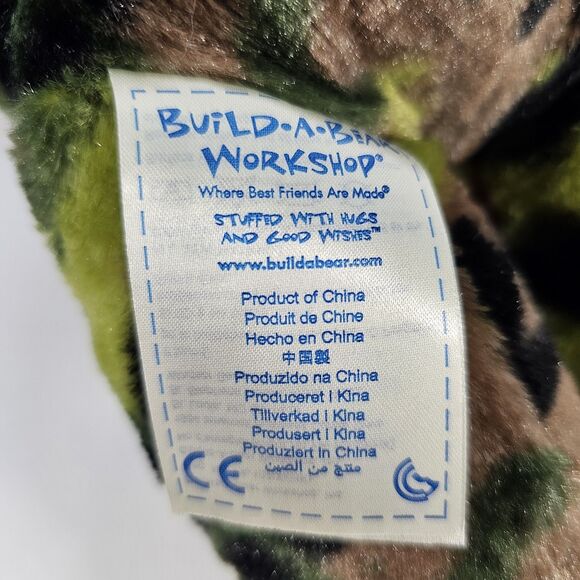 BUILD•A•BEAR
WORKSHOP®
Where Best Friends Are Made®
STUFFED WITH HUGS
AND GOOD WISHES™
www.buildabear.com
Product of China
Produit de Chine
Hecho en China
中国製
Produzido na China
Produceret i Kina
Tillverkad i Kina
Produsert i Kina
Produziert in China
منتج من الصين
CE